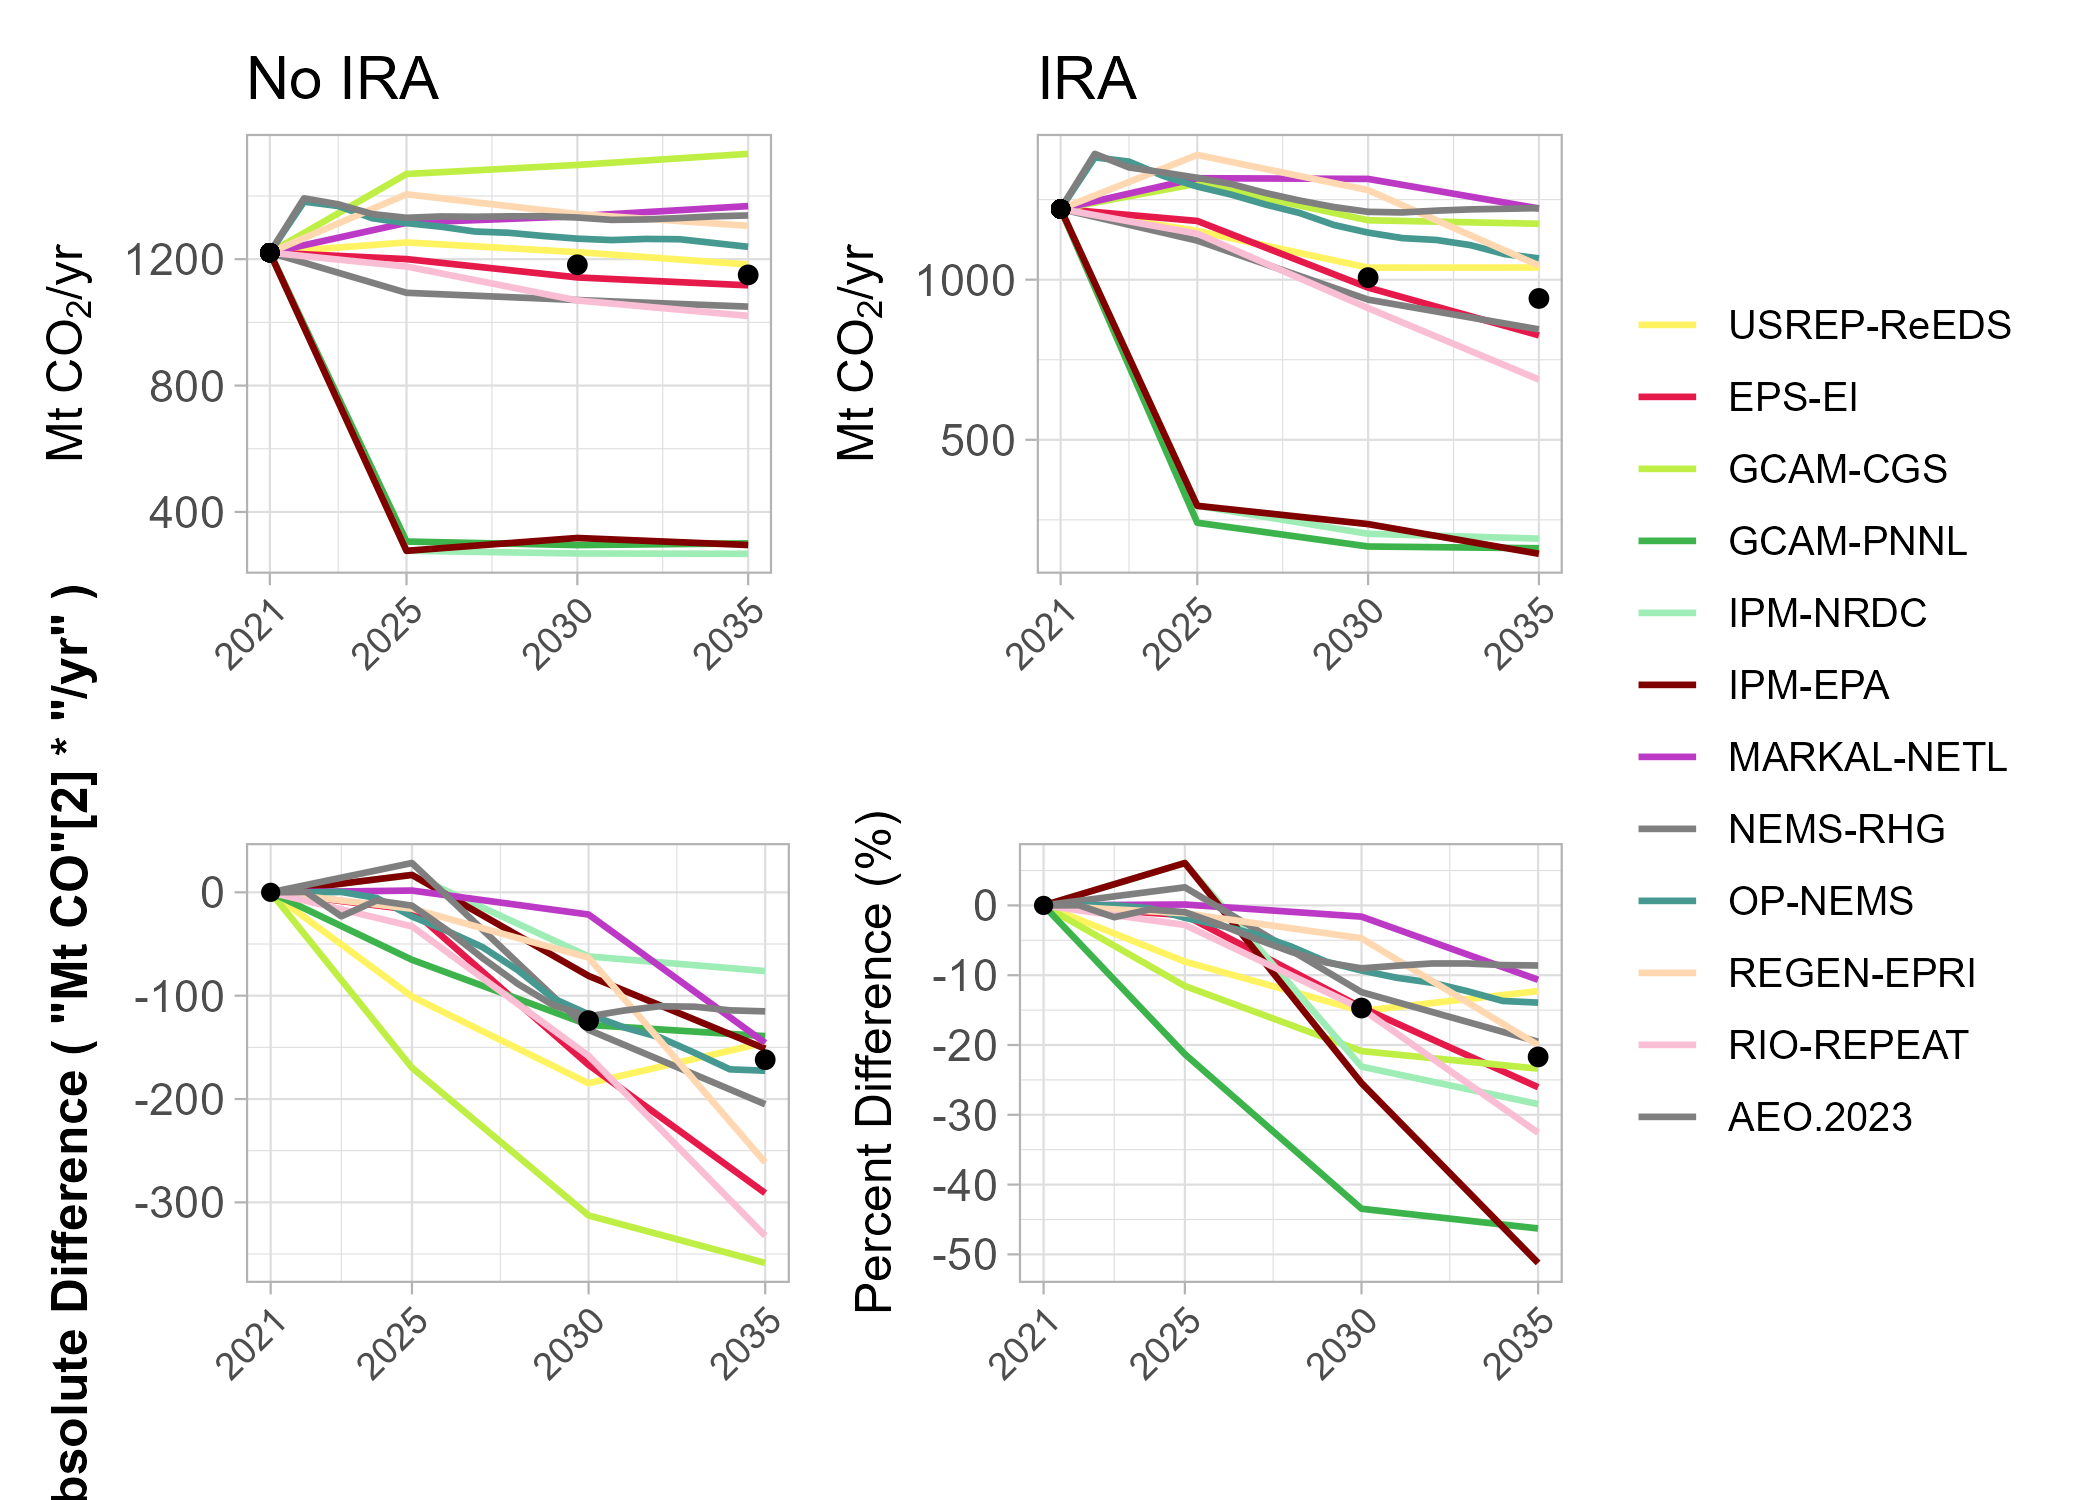 No IRA
IRA
Mt CO2/yr
1200
800
400
2021
2025
2030
2035
Mt CO2/yr
1000
500
2021
2025
2030
2035
bsolute Difference ( "Mt CO"[2] * "/yr" )
0
-100
-200
-300
2021
2025
2030
2035
Percent Difference (%)
0
-10
-20
-30
-40
-50
2021
2025
2030
2035
USREP-ReEDS
EPS-EI
GCAM-CGS
GCAM-PNNL
IPM-NRDC
IPM-EPA
MARKAL-NETL
NEMS-RHG
OP-NEMS
REGEN-EPRI
RIO-REPEAT
AEO.2023